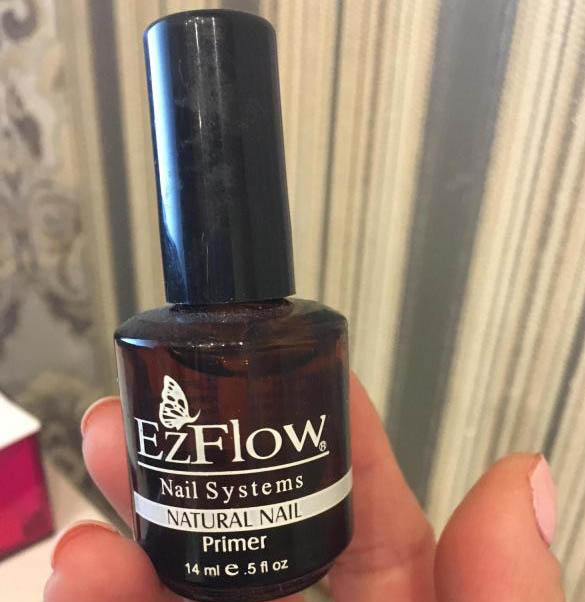 EzFlow®
Nail Systems
NATURAL NAIL
Primer
14 ml e .5 fl oz